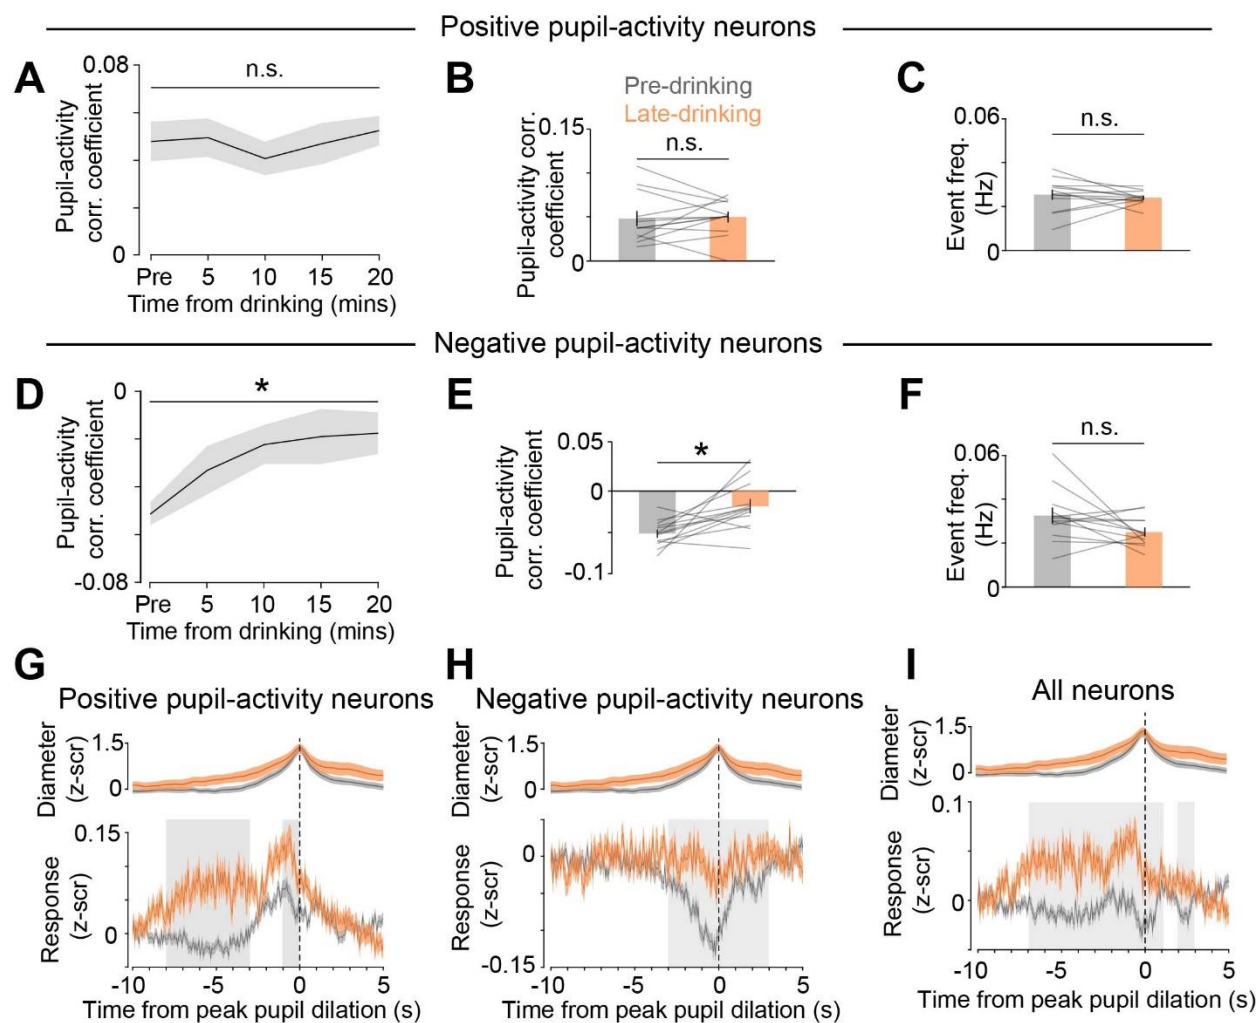 Positive pupil-activity neurons
A
Pupil-activity
corr. coefficient
0.08
0
n.s.
Pre 5 10 15 20
Time from drinking (mins)
B
Pre-drinking
Late-drinking
Pupil-activity corr.
coefficient
0.15
0
n.s.
C
Event freq.
(Hz)
0.06
0
n.s.
Negative pupil-activity neurons
D
Pupil-activity
corr. coefficient
0
-0.08
*
Pre 5 10 15 20
Time from drinking (mins)
E
Pupil-activity
corr. coefficient
0.05
0
-0.1
*
F
Event freq.
(Hz)
0.06
0
n.s.
G
Positive pupil-activity neurons
Diameter
(z-scr)
1.5
0
Response
(z-scr)
0.15
0
-10 -5 0 5
Time from peak pupil dilation (s)
H
Negative pupil-activity neurons
Diameter
(z-scr)
1.5
0
Response
(z-scr)
0
-0.15
-10 -5 0 5
Time from peak pupil dilation (s)
I
All neurons
Diameter
(z-scr)
1.5
0
Response
(z-scr)
0.1
0
-10 -5 0 5
Time from peak pupil dilation (s)